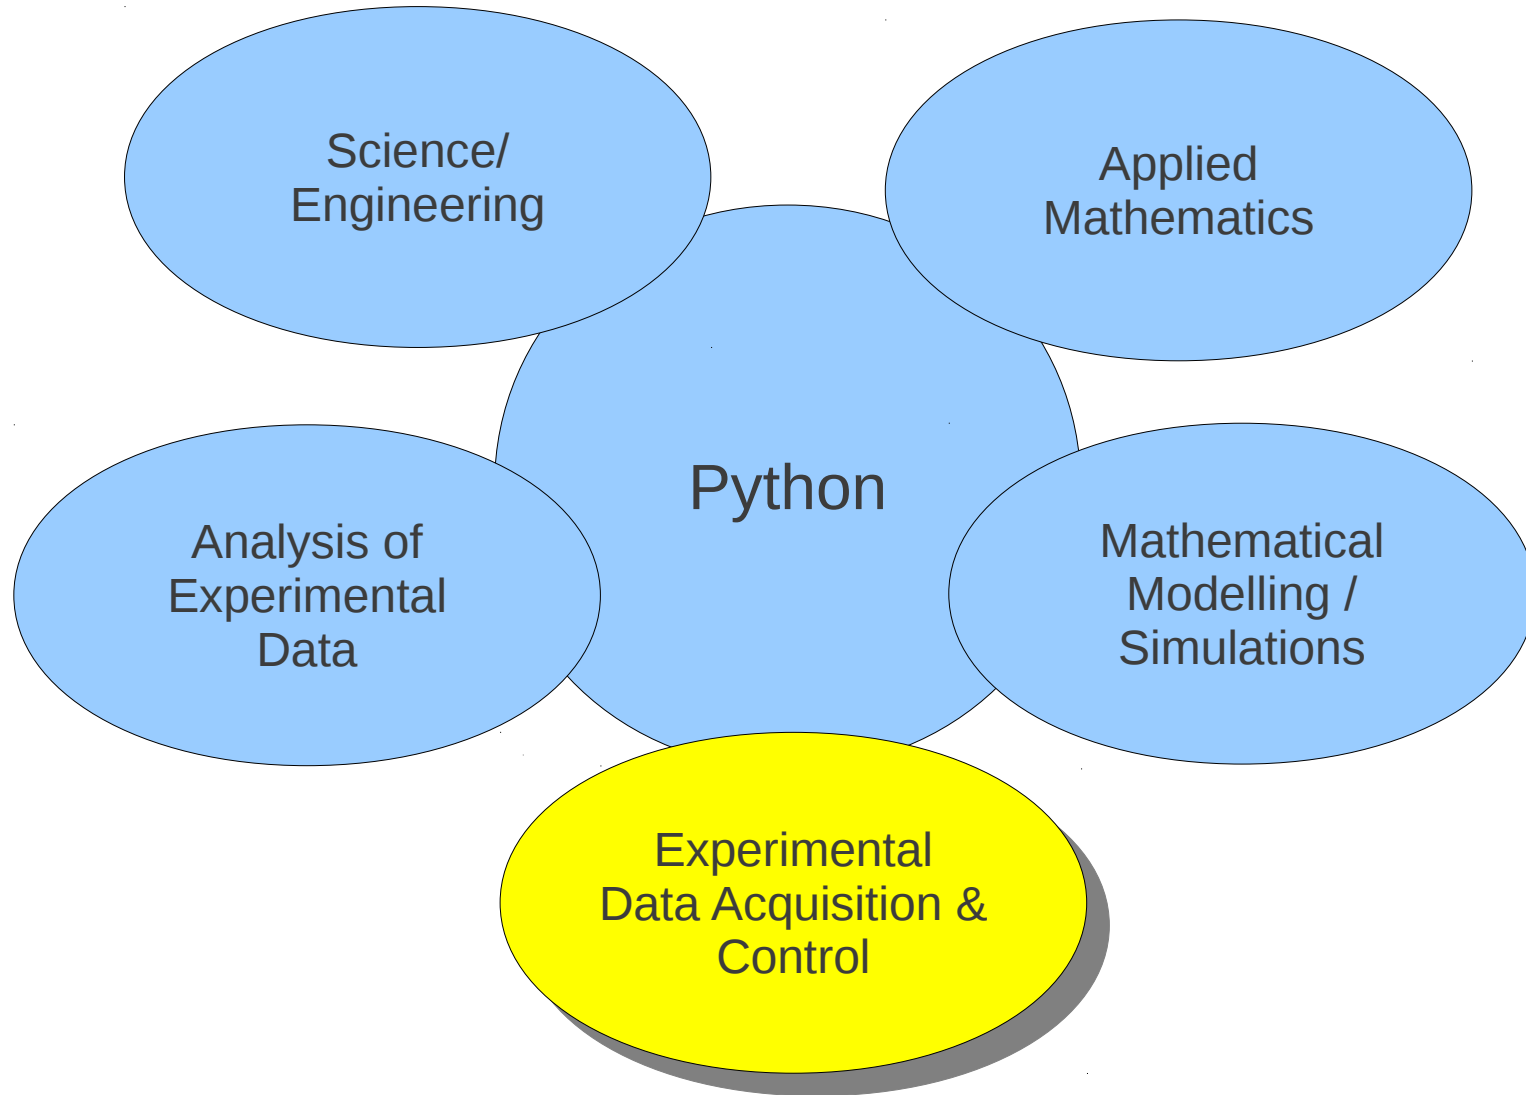 Science/
Engineering
Applied
Mathematics
Python
Analysis of
Experimental
Data
Mathematical
Modelling /
Simulations
Experimental
Data Acquisition &
Control